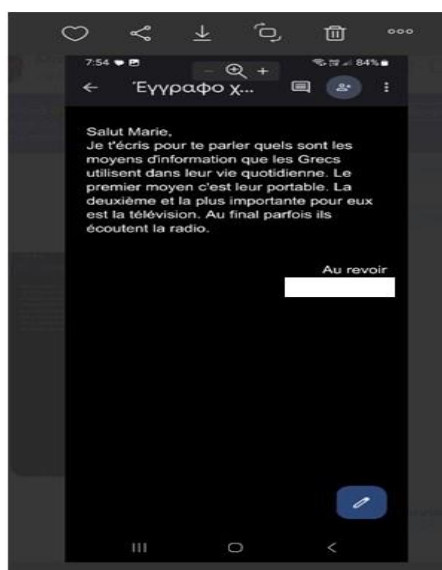 7:54
84%
Έγγραφο χ...
Salut Marie,
Je t'écris pour te parler quels sont les
moyens d'information que les Grecs
utilisent dans leur vie quotidienne. Le
premier moyen c'est leur portable. La
deuxième et la plus importante pour eux
est la télévision. Au final parfois ils
écoutent la radio.
Au revoir